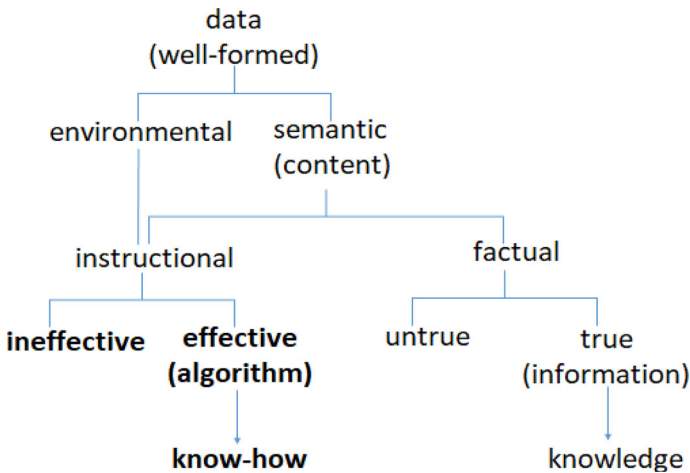 data
(well-formed)
environmental
semantic
(content)
instructional
factual
ineffective
effective
(algorithm)
untrue
true
(information)
know-how
knowledge